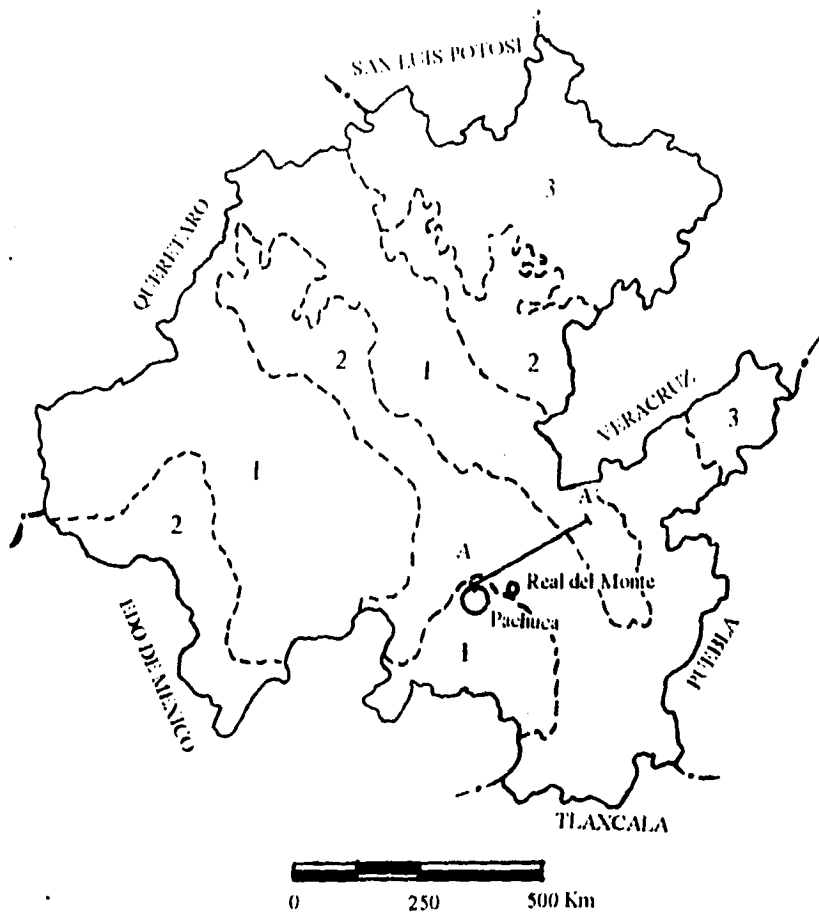 SAN LUIS POTOSI
QUERETARO
3
2
1
2
VERACRUZ
3
1
2
A'
A
Real del Monte
Pachuca
1
EDO DE MEXICO
PUEBLA
TLAXCALA
0 250 500 Km